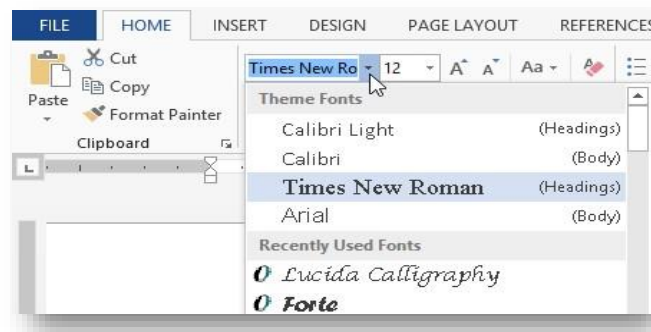 FILE HOME INSERT DESIGN PAGE LAYOUT REFERENCES
Cut
Copy
Format Painter
Paste
Clipboard
Times New Ro 12 A A Aa
Theme Fonts
Calibri Light (Headings)
Calibri (Body)
Times New Roman (Headings)
Arial (Body)
Recently Used Fonts
O Lucida Calligraphy
O Forte